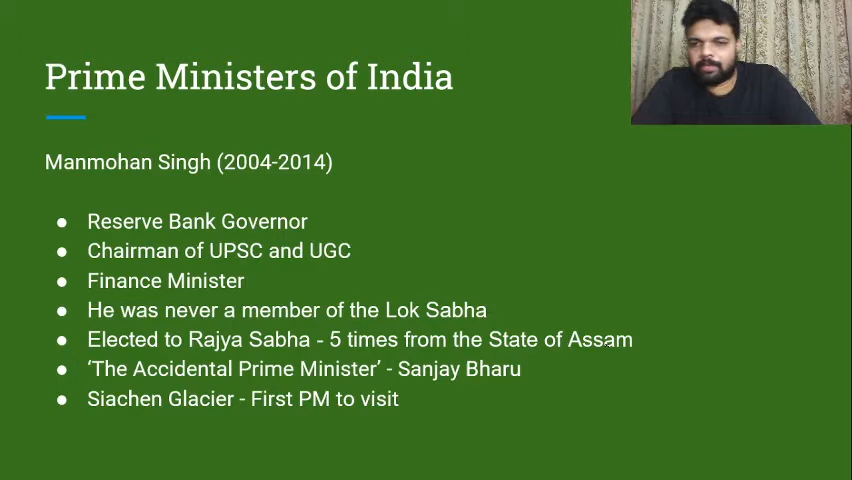 Prime Ministers of India
Manmohan Singh (2004-2014)
● Reserve Bank Governor
● Chairman of UPSC and UGC
● Finance Minister
● He was never a member of the Lok Sabha
● Elected to Rajya Sabha - 5 times from the State of Assam
● ‘The Accidental Prime Minister’ - Sanjay Bharu
● Siachen Glacier - First PM to visit